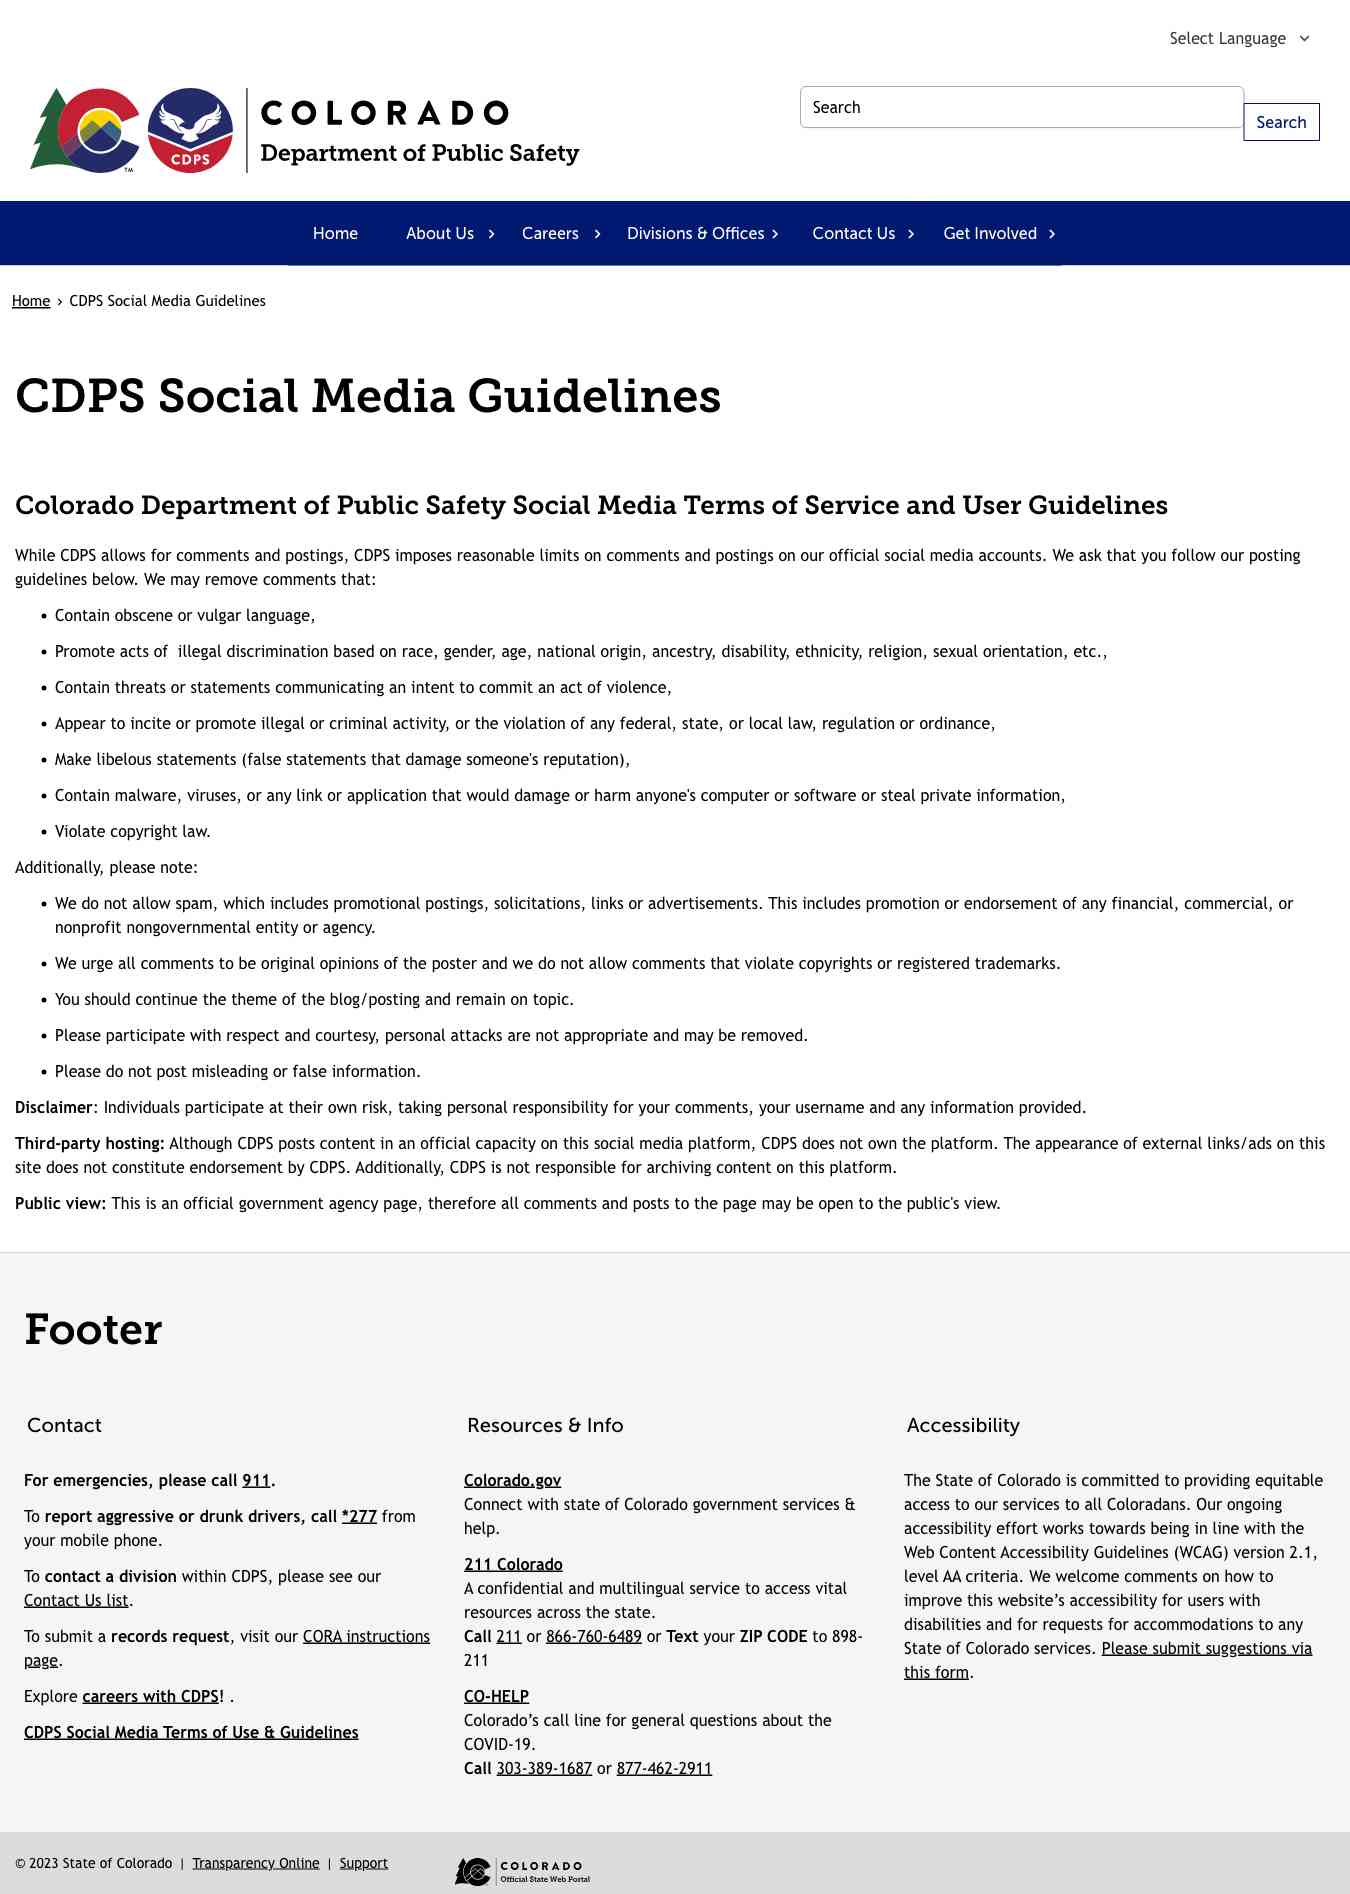 Select Language
CDPS
TM
COLORADO
Department of Public Safety
Search
Search
Home About Us Careers Divisions & Offices Contact Us Get Involved
Home › CDPS Social Media Guidelines
CDPS Social Media Guidelines
Colorado Department of Public Safety Social Media Terms of Service and User Guidelines
While CDPS allows for comments and postings, CDPS imposes reasonable limits on comments and postings on our official social media accounts. We ask that you follow our posting
guidelines below. We may remove comments that:
• Contain obscene or vulgar language,
• Promote acts of  illegal discrimination based on race, gender, age, national origin, ancestry, disability, ethnicity, religion, sexual orientation, etc.,
• Contain threats or statements communicating an intent to commit an act of violence,
• Appear to incite or promote illegal or criminal activity, or the violation of any federal, state, or local law, regulation or ordinance,
• Make libelous statements (false statements that damage someone's reputation),
• Contain malware, viruses, or any link or application that would damage or harm anyone's computer or software or steal private information,
• Violate copyright law.
Additionally, please note:
• We do not allow spam, which includes promotional postings, solicitations, links or advertisements. This includes promotion or endorsement of any financial, commercial, or
nonprofit nongovernmental entity or agency.
• We urge all comments to be original opinions of the poster and we do not allow comments that violate copyrights or registered trademarks.
• You should continue the theme of the blog/posting and remain on topic.
• Please participate with respect and courtesy, personal attacks are not appropriate and may be removed.
• Please do not post misleading or false information.
Disclaimer: Individuals participate at their own risk, taking personal responsibility for your comments, your username and any information provided.
Third-party hosting: Although CDPS posts content in an official capacity on this social media platform, CDPS does not own the platform. The appearance of external links/ads on this
site does not constitute endorsement by CDPS. Additionally, CDPS is not responsible for archiving content on this platform.
Public view: This is an official government agency page, therefore all comments and posts to the page may be open to the public's view.
Footer
Contact
For emergencies, please call 911.
To report aggressive or drunk drivers, call *277 from
your mobile phone.
To contact a division within CDPS, please see our
Contact Us list.
To submit a records request, visit our CORA instructions
page.
Explore careers with CDPS! .
CDPS Social Media Terms of Use & Guidelines
Resources & Info
Colorado.gov
Connect with state of Colorado government services &
help.
211 Colorado
A confidential and multilingual service to access vital
resources across the state.
Call 211 or 866-760-6489 or Text your ZIP CODE to 898-
211
CO-HELP
Colorado’s call line for general questions about the
COVID-19.
Call 303-389-1687 or 877-462-2911
Accessibility
The State of Colorado is committed to providing equitable
access to our services to all Coloradans. Our ongoing
accessibility effort works towards being in line with the
Web Content Accessibility Guidelines (WCAG) version 2.1,
level AA criteria. We welcome comments on how to
improve this website’s accessibility for users with
disabilities and for requests for accommodations to any
State of Colorado services. Please submit suggestions via
this form.
© 2023 State of Colorado | Transparency Online | Support
COLORADO
Official State Web Portal